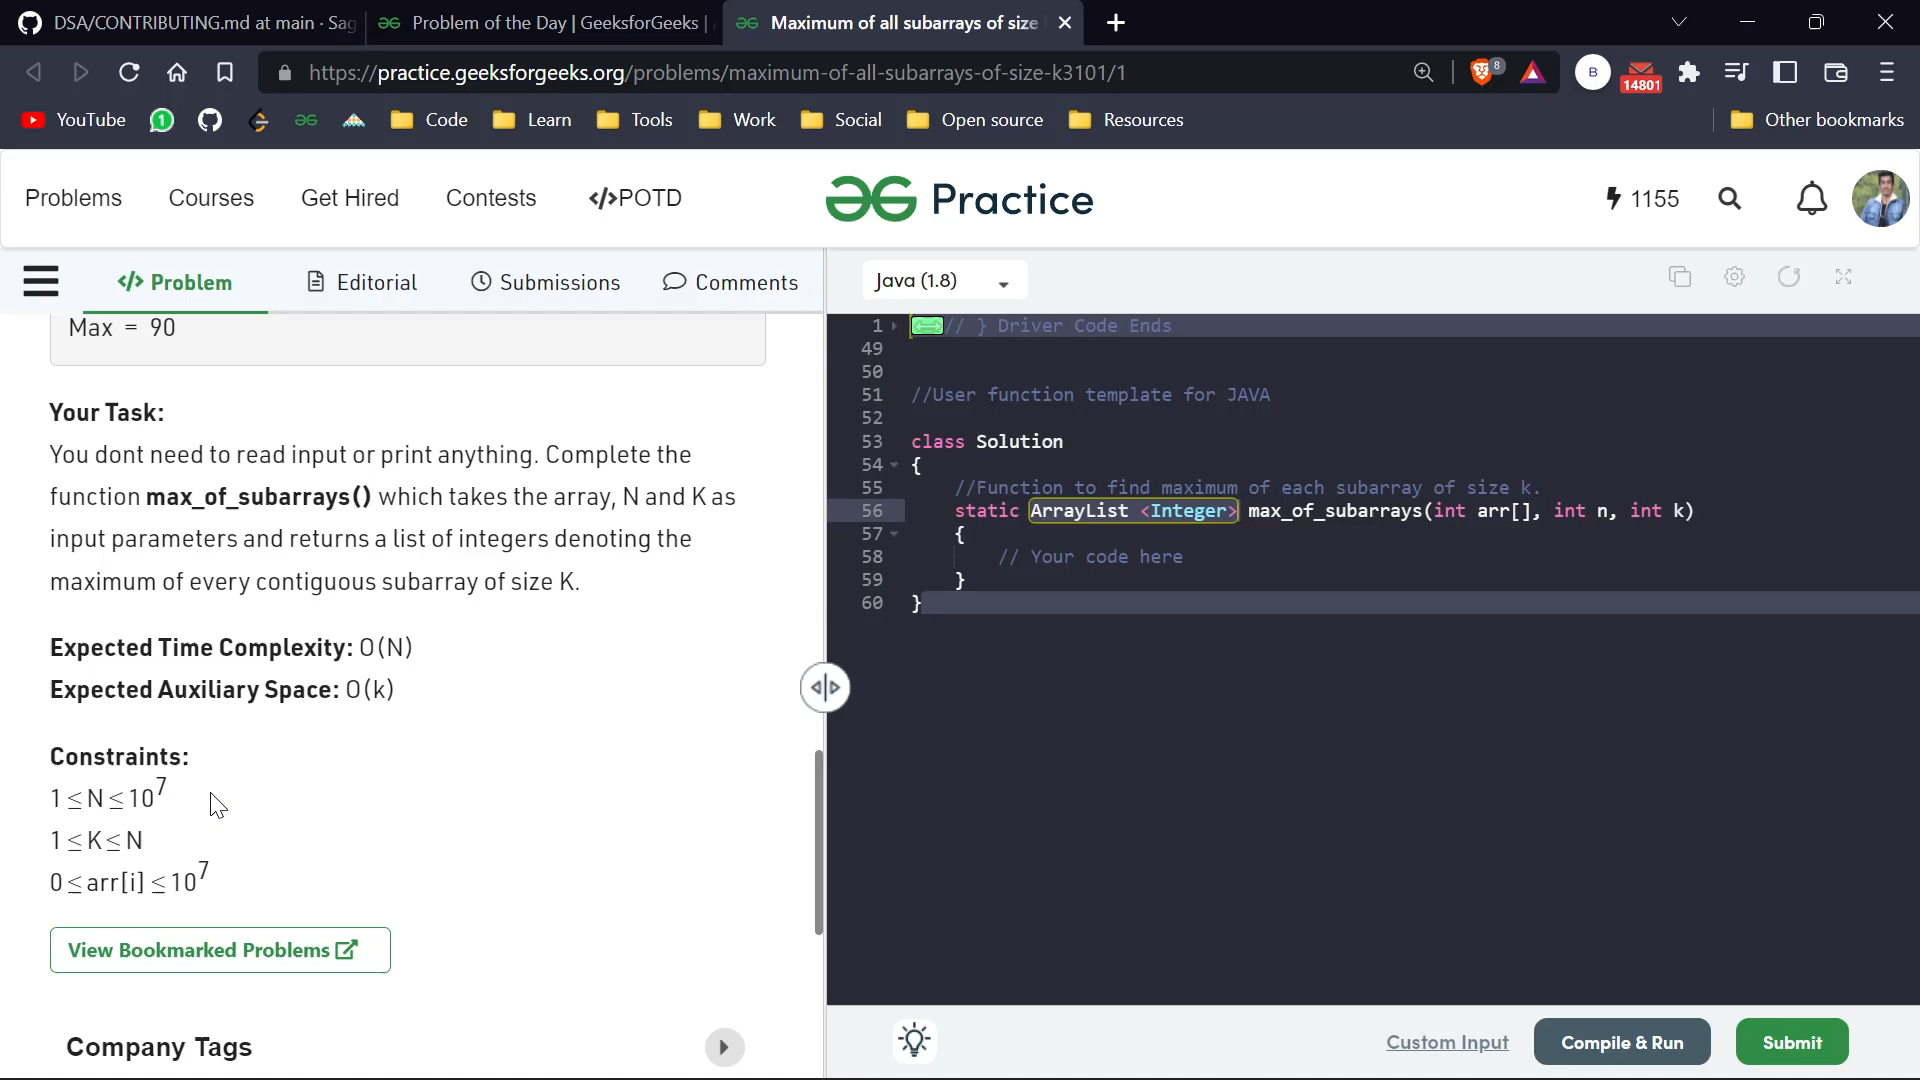 DSA/CONTRIBUTING.md at main · Sag
Problem of the Day | GeeksforGeeks |
Maximum of all subarrays of size
https://practice.geeksforgeeks.org/problems/maximum-of-all-subarrays-of-size-k3101/1
8
B
14801
YouTube
1
Code
Learn
Tools
Work
Social
Open source
Resources
Other bookmarks
Problems
Courses
Get Hired
Contests
</>POTD
Practice
1155
</> Problem
Editorial
Submissions
Comments
Java (1.8)
Max = 90
Your Task:
You dont need to read input or print anything. Complete the
function max_of_subarrays() which takes the array, N and K as
input parameters and returns a list of integers denoting the
maximum of every contiguous subarray of size K.
Expected Time Complexity: O(N)
Expected Auxiliary Space: O(k)
Constraints:
1 ≤ N ≤ 10⁷
1 ≤ K ≤ N
0 ≤ arr[i] ≤ 10⁷
View Bookmarked Problems
Company Tags
1 // } Driver Code Ends
49
50
51 //User function template for JAVA
52
53 class Solution
54 {
55 //Function to find maximum of each subarray of size k.
56 static ArrayList <Integer> max_of_subarrays(int arr[], int n, int k)
57 {
58 // Your code here
59 }
60 }
Custom Input
Compile & Run
Submit